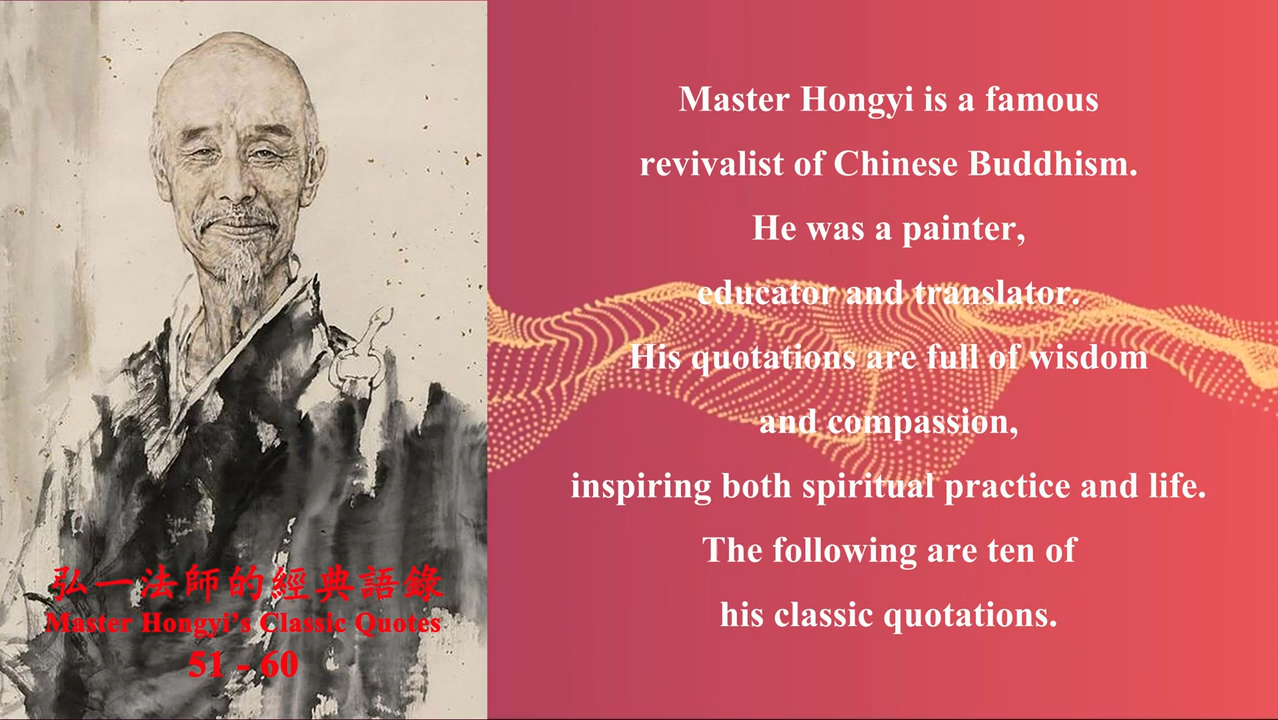 弘一法師的經典語錄
Master Hongyi's Classic Quotes
51 - 60
Master Hongyi is a famous
revivalist of Chinese Buddhism.
He was a painter,
educator and translator.
His quotations are full of wisdom
and compassion,
inspiring both spiritual practice and life.
The following are ten of
his classic quotations.